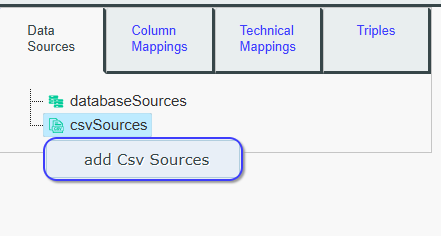 Data
Sources
Column
Mappings
Technical
Mappings
Triples
databaseSources
csvSources
add Csv Sources